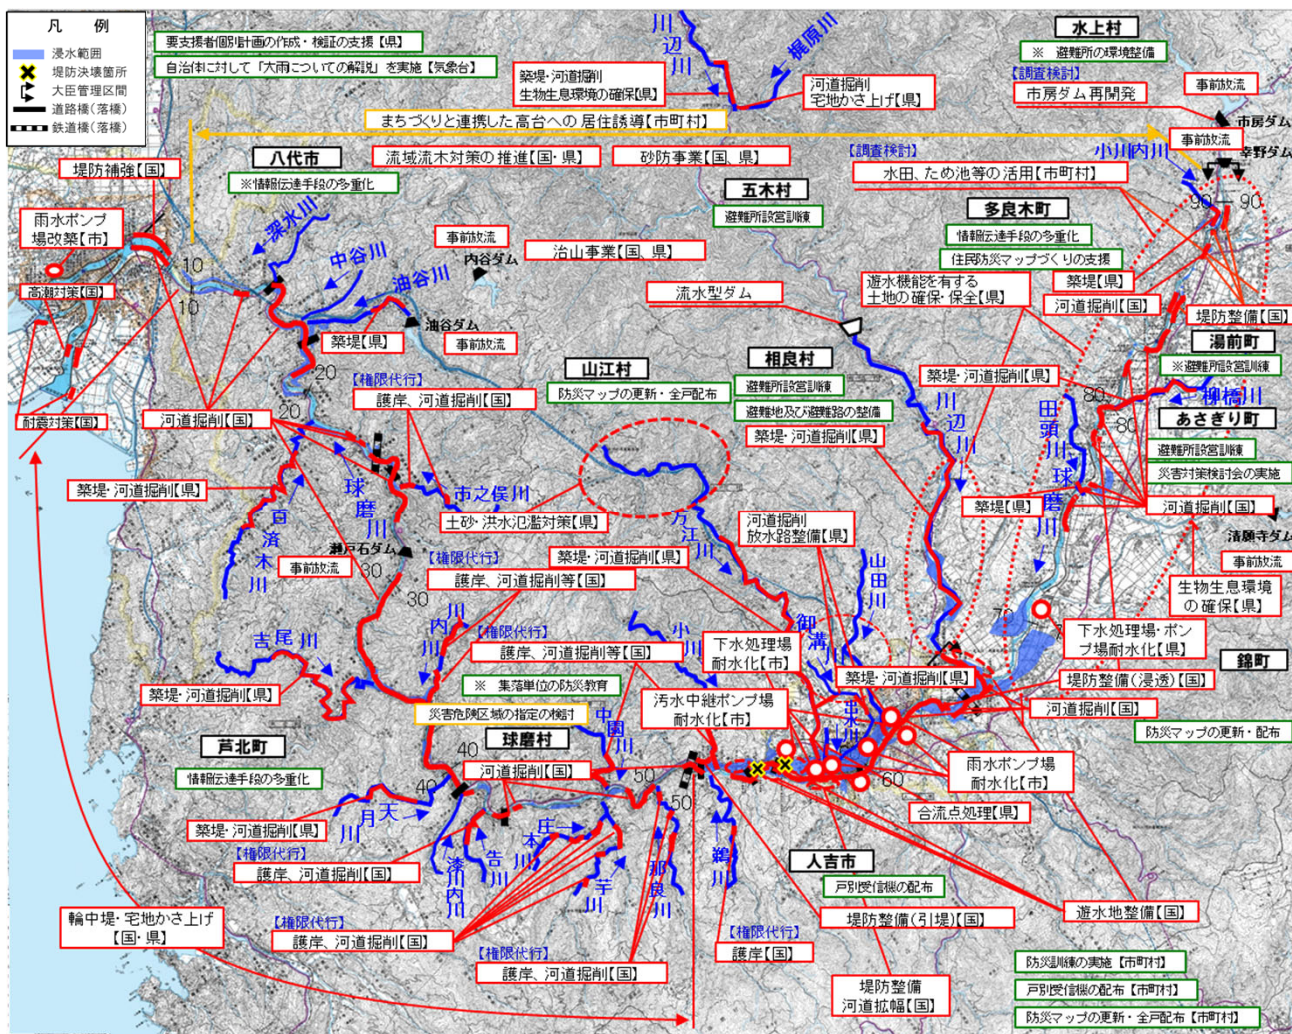 凡　例
浸水範囲
堤防決壊箇所
大臣管理区間
道路橋(落橋)
鉄道橋(落橋)
要支援者個別計画の作成・検証の支援【県】
自治体に対して「大雨についての解説」を実施【気象台】
川辺川
梶原川
築堤・河道掘削
生物生息環境の確保【県】
河道掘削
宅地かさ上げ【県】
水上村
※ 避難所の環境整備
【調査検討】
市房ダム再開発
事前放流
市房ダム
事前放流
幸野ダム
まちづくりと連携した高台への居住誘導【市町村】
堤防補強【国】
八代市
※情報伝達手段の多重化
流域流木対策の推進【国・県】
砂防事業【国、県】
五木村
避難所設営訓練
【調査検討】
水田、ため池等の活用【市町村】
小川内川
90
90
多良木町
情報伝達手段の多重化
住民防災マップづくりの支援
雨水ポンプ
場改築【市】
深水川
中谷川
油谷川
事前放流
内谷ダム
治山事業【国、県】
10
10
高潮対策【国】
流水型ダム
遊水機能を有する
土地の確保・保全【県】
築堤【県】
河道掘削【国】
堤防整備【国】
油谷ダム
事前放流
築堤【県】
湯前町
※避難所設営訓練
柳橋川
山江村
防災マップの更新・全戸配布
相良村
避難所設営訓練
避難地及び避難路の整備
築堤・河道掘削【県】
築堤・河道掘削【県】
20
20
【権限代行】
護岸、河道掘削【国】
耐震対策【国】
河道掘削【国】
80
80
田頭川
あさぎり町
避難所設営訓練
災害対策検討会の実施
川辺川
球磨川
築堤・河道掘削【県】
百済木川
球磨川
市之俣川
土砂・洪水氾濫対策【県】
万江川
河道掘削
放水路整備【県】
築堤【県】
河道掘削【国】
清願寺ダム
事前放流
瀬戸石ダム
事前放流
30
30
【権限代行】
護岸、河道掘削等【国】
築堤・河道掘削【県】
山田川
生物生息環境
の確保【県】
吉尾川
川内川
【権限代行】
護岸、河道掘削等【国】
小川
下水処理場
耐水化【市】
御溝川
70
下水処理場・ポン
プ場耐水化【県】
錦町
築堤・河道掘削【県】
※ 集落単位の防災教育
災害危険区域の指定の検討
築堤・河道掘削【県】
堤防整備(浸透)【国】
汚水中継ポンプ場
耐水化【市】
出水川
河道掘削【国】
防災マップの更新・配布
芦北町
情報伝達手段の多重化
球磨村
中園川
河道掘削【国】
40
40
50
50
雨水ポンプ場
耐水化【市】
60
合流点処理【県】
天月川
築堤・河道掘削【県】
【権限代行】
護岸、河道掘削【国】
漆川内川
告川
庄本川
芋川
那良川
鵜川
人吉市
戸別受信機の配布
輪中堤・宅地かさ上げ
【国・県】
【権限代行】
護岸、河道掘削【国】
【権限代行】
護岸、河道掘削【国】
【権限代行】
護岸【国】
堤防整備(引堤)【国】
遊水地整備【国】
堤防整備
河道拡幅【国】
防災訓練の実施【市町村】
戸別受信機の配布【市町村】
防災マップの更新・全戸配布【市町村】